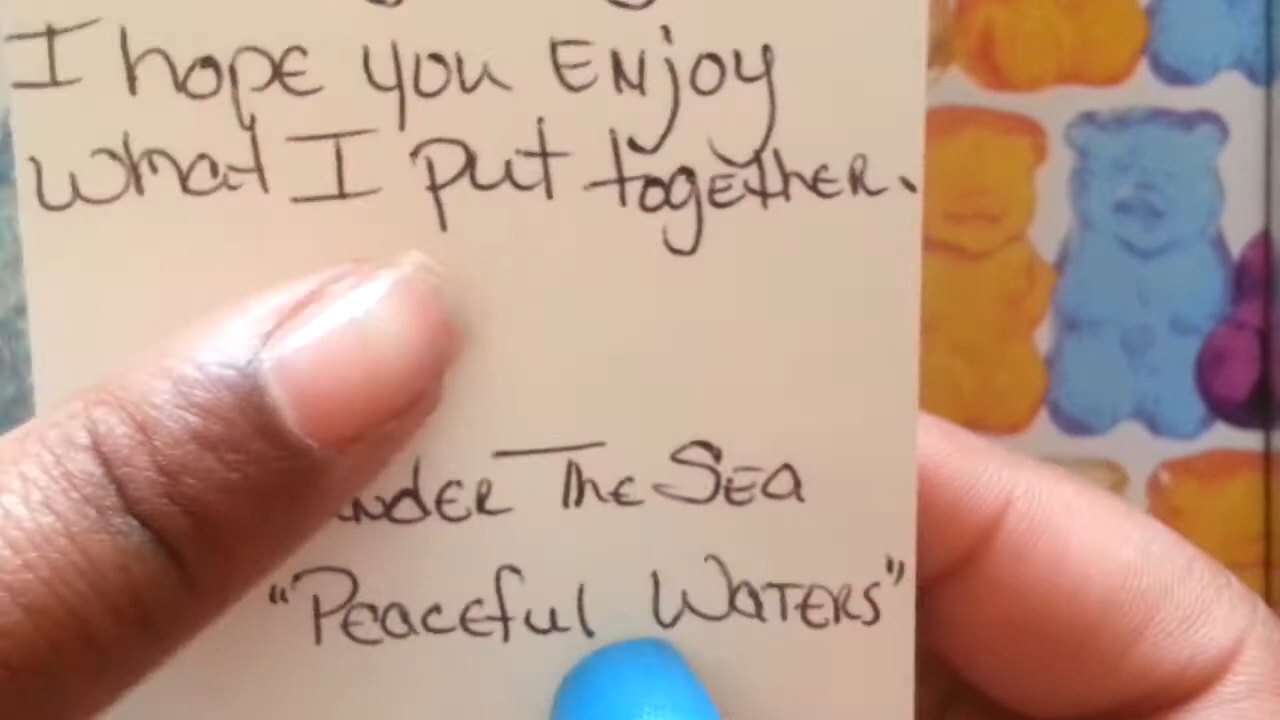 I hope you ENjoy
what I put togetheR.
The Sea
"Peaceful Waters"